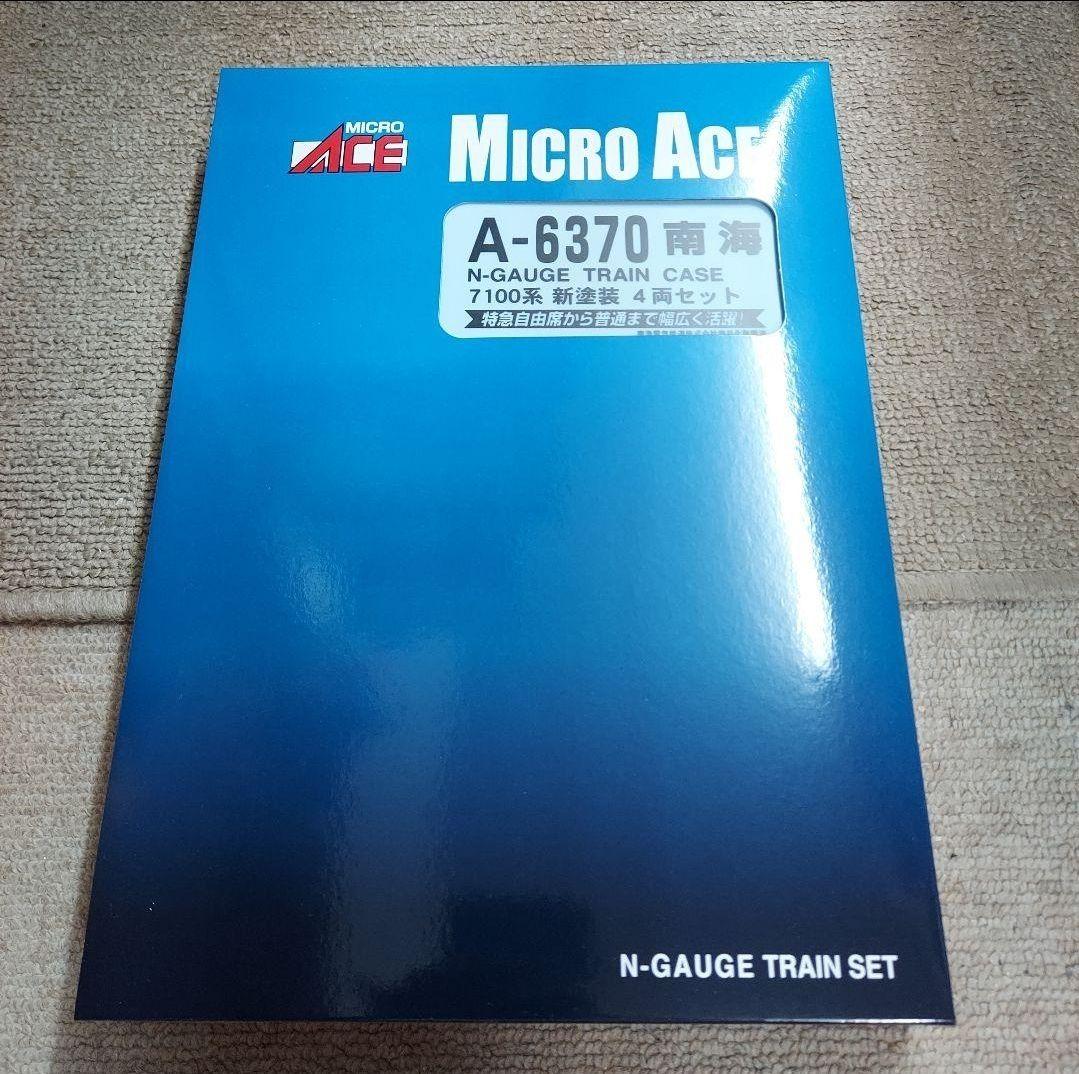 MICRO
ACE
MICRO ACE
A-6370 南海
N-GAUGE TRAIN CASE
7100系 新塗装 4両セット
特急自由席から普通まで幅広く活躍!
N-GAUGE TRAIN SET